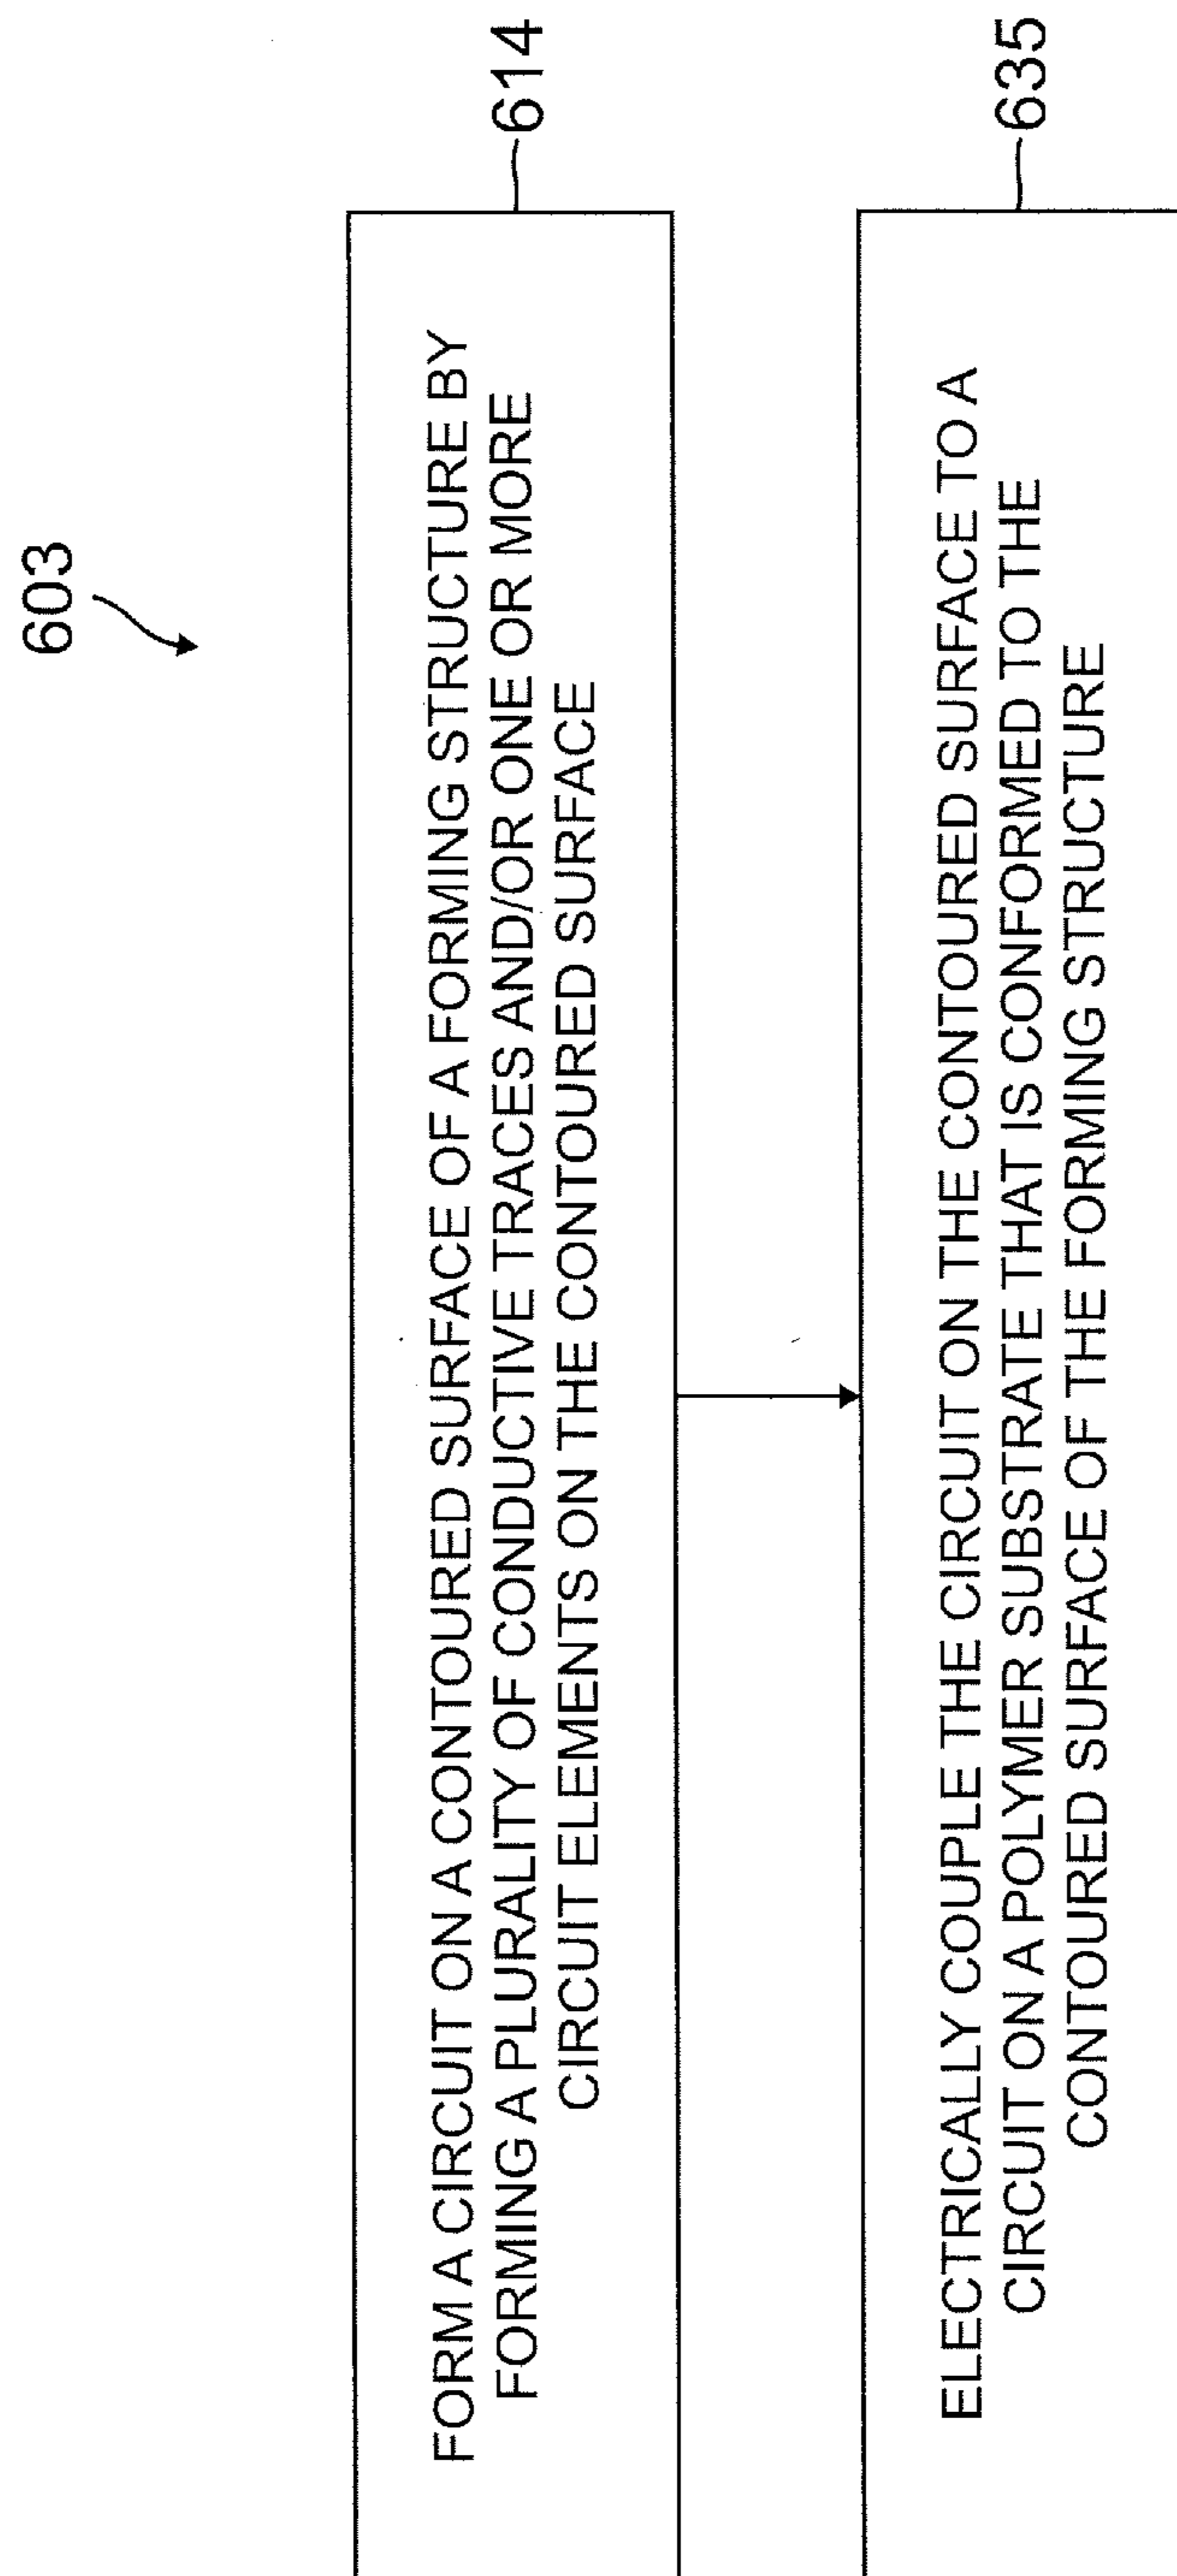 603
FORM A CIRCUIT ON A CONTOURED SURFACE OF A FORMING STRUCTURE BY
FORMING A PLURALITY OF CONDUCTIVE TRACES AND/OR ONE OR MORE
CIRCUIT ELEMENTS ON THE CONTOURED SURFACE
614
ELECTRICALLY COUPLE THE CIRCUIT ON THE CONTOURED SURFACE TO A
CIRCUIT ON A POLYMER SUBSTRATE THAT IS CONFORMED TO THE
CONTOURED SURFACE OF THE FORMING STRUCTURE
635